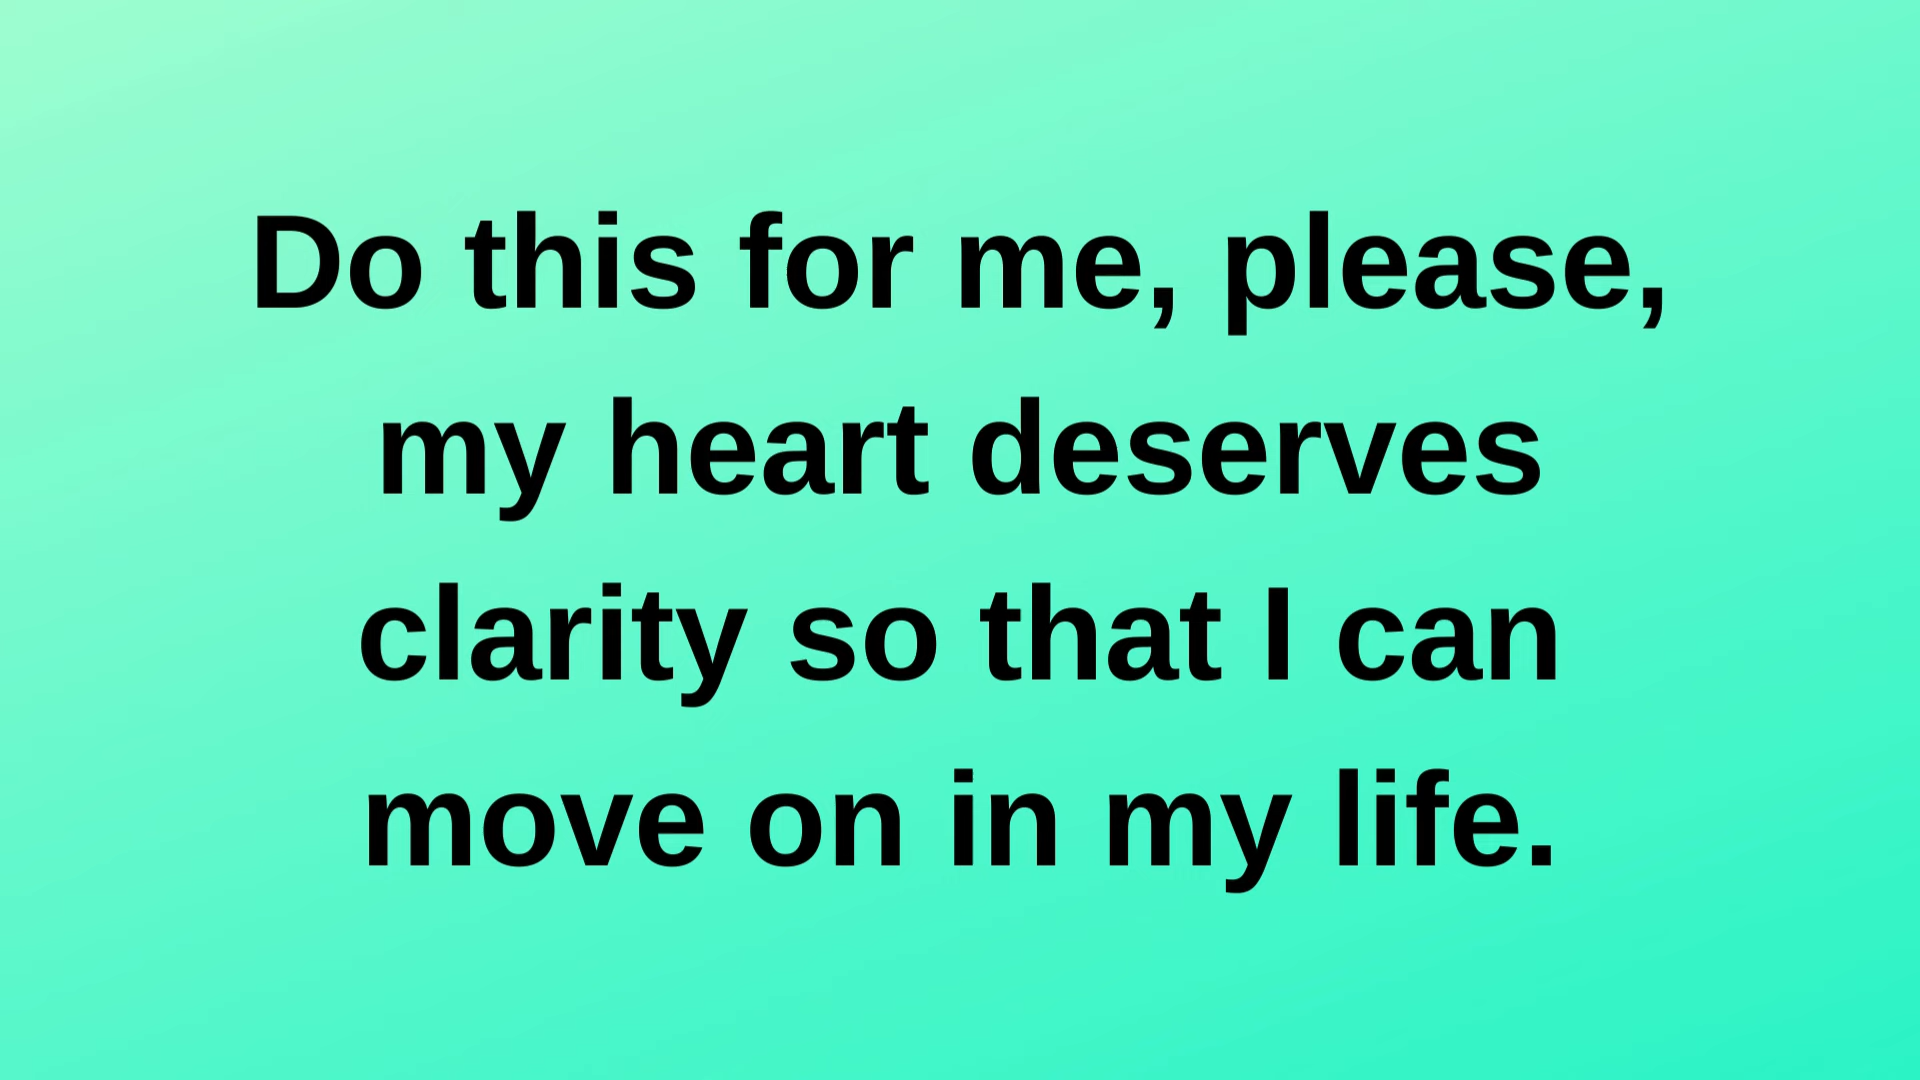 Do this for me, please,
my heart deserves
clarity so that I can
move on in my life.